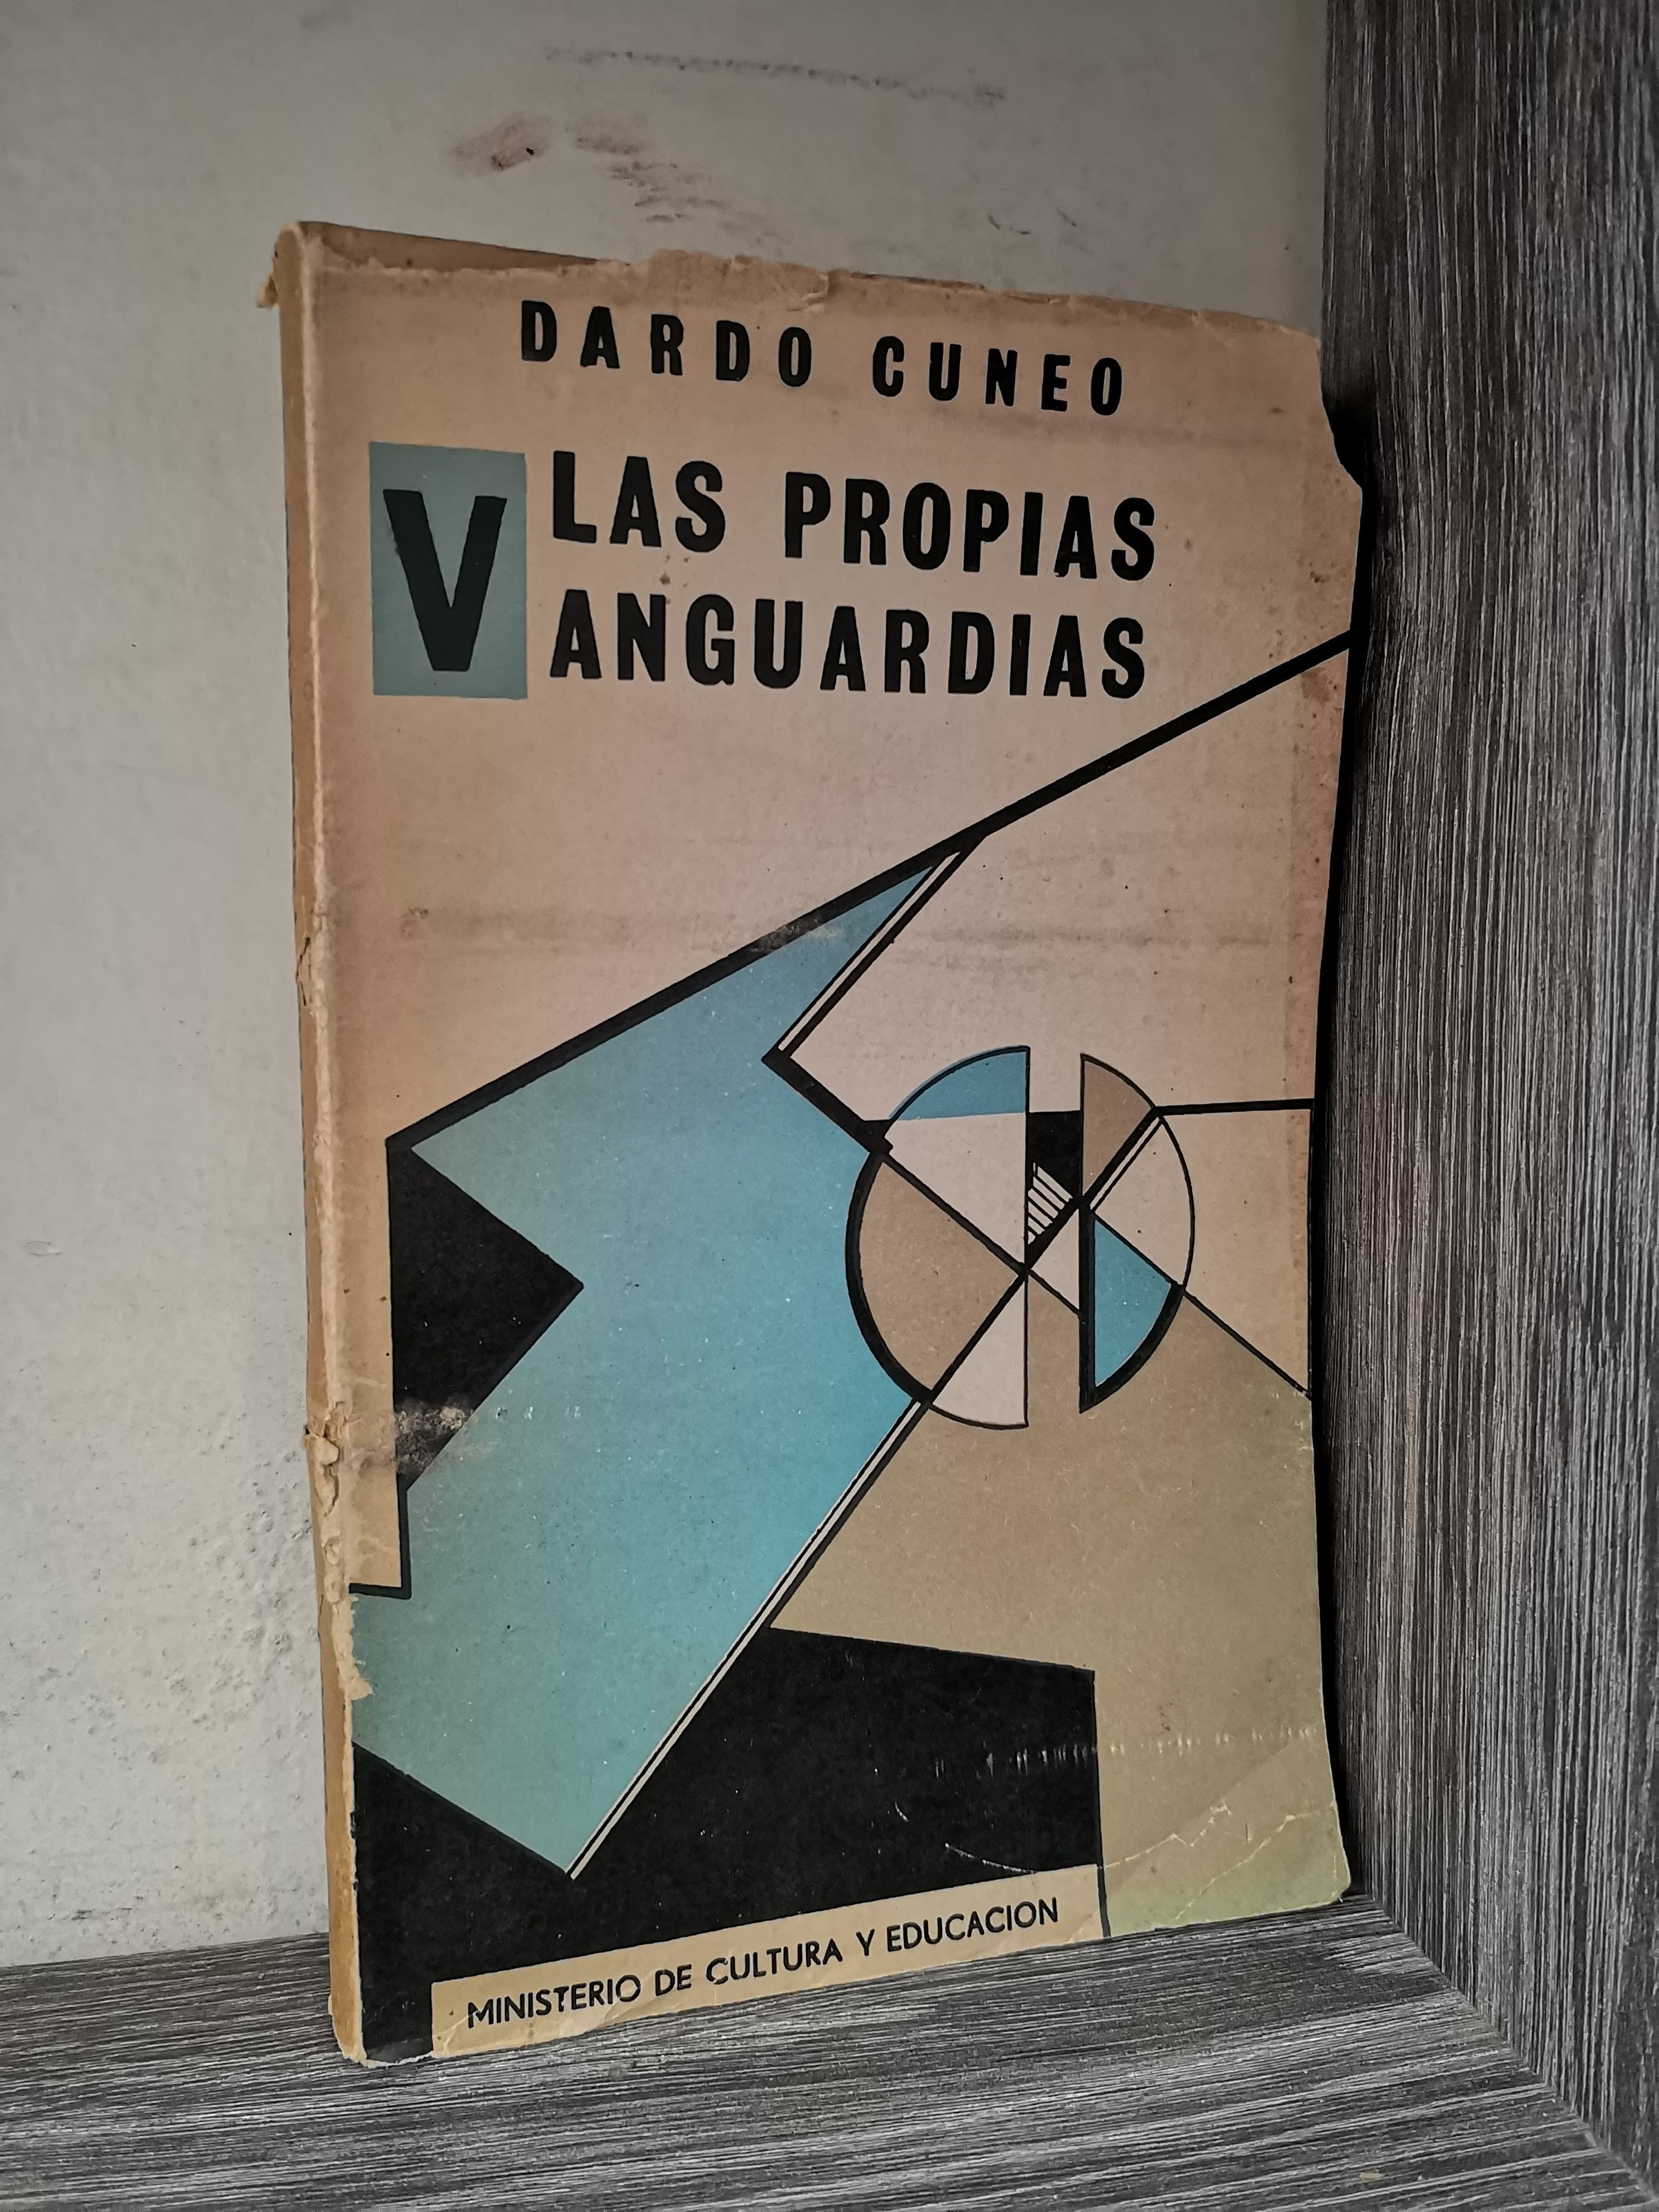 DARDO CUNEO
LAS PROPIAS
VANGUARDIAS
MINISTERIO DE CULTURA Y EDUCACION